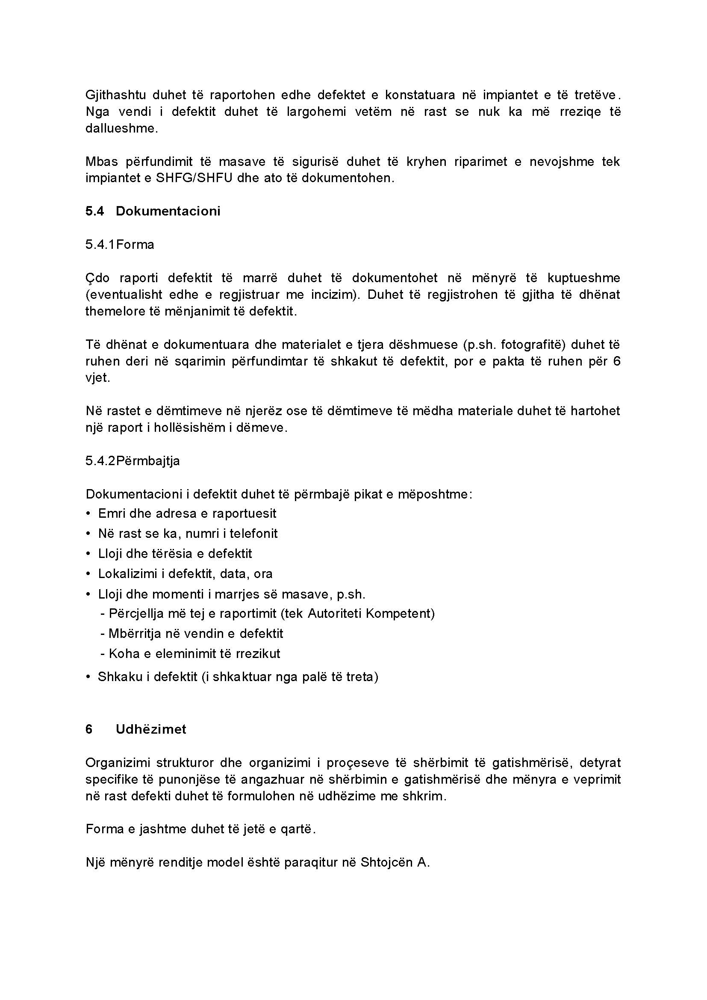 Gjithashtu duhet të raportohen edhe defektet e konstatuara në impiantet e të tretëve.
Nga vendi i defektit duhet të largohemi vetëm në rast se nuk ka më rreziqe të
dallueshme.
Mbas përfundimit të masave të sigurisë duhet të kryhen riparimet e nevojshme tek
impiantet e SHFG/SHFU dhe ato të dokumentohen.
5.4 Dokumentacioni
5.4.1Forma
Çdo raporti defektit të marrë duhet të dokumentohet në mënyrë të kuptueshme
(eventualisht edhe e regjistruar me incizim). Duhet të regjistrohen të gjitha të dhënat
themelore të mënjanimit të defektit.
Të dhënat e dokumentuara dhe materialet e tjera dëshmuese (p.sh. fotografitë) duhet të
ruhen deri në sqarimin përfundimtar të shkakut të defektit, por e pakta të ruhen për 6
vjet.
Në rastet e dëmtimeve në njerëz ose të dëmtimeve të mëdha materiale duhet të hartohet
një raport i hollësishëm i dëmeve.
5.4.2Përmbajtja
Dokumentacioni i defektit duhet të përmbajë pikat e mëposhtme:
• Emri dhe adresa e raportuesit
• Në rast se ka, numri i telefonit
• Lloji dhe tërësia e defektit
• Lokalizimi i defektit, data, ora
• Lloji dhe momenti i marrjes së masave, p.sh.
- Përcjellja më tej e raportimit (tek Autoriteti Kompetent)
- Mbërritja në vendin e defektit
- Koha e eleminimit të rrezikut
• Shkaku i defektit (i shkaktuar nga palë të treta)
6 Udhëzimet
Organizimi strukturor dhe organizimi i proçeseve të shërbimit të gatishmërisë, detyrat
specifike të punonjëse të angazhuar në shërbimin e gatishmërisë dhe mënyra e veprimit
në rast defekti duhet të formulohen në udhëzime me shkrim.
Forma e jashtme duhet të jetë e qartë.
Një mënyrë renditje model është paraqitur në Shtojcën A.